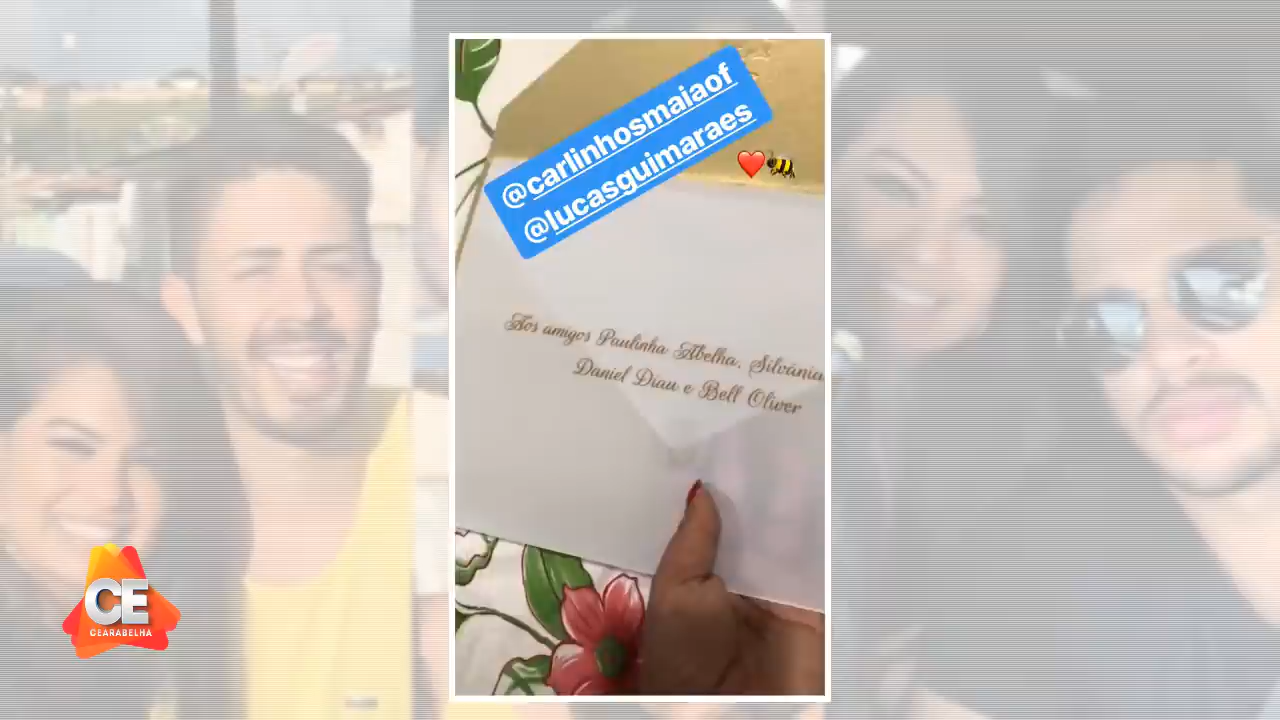 @carlinhosmaiaof
@lucasguimaraes
Aos amigos Paulinha Abelha, Silvânia
Daniel Diau e Bell Oliver
CE
CEARABELHA